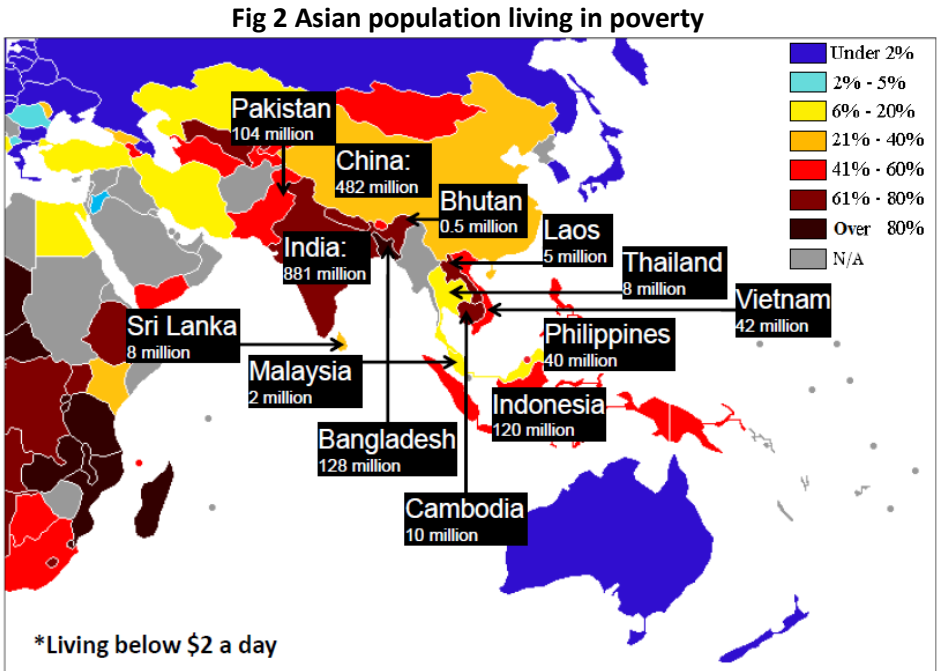 Fig 2 Asian population living in poverty
Under 2%
2% - 5%
6% - 20%
21% - 40%
41% - 60%
61% - 80%
Over 80%
N/A
Pakistan
104 million
China:
482 million
Bhutan
0.5 million
India:
881 million
Laos
5 million
Thailand
8 million
Vietnam
42 million
Sri Lanka
8 million
Philippines
40 million
Malaysia
2 million
Indonesia
120 million
Bangladesh
128 million
Cambodia
10 million
*Living below $2 a day